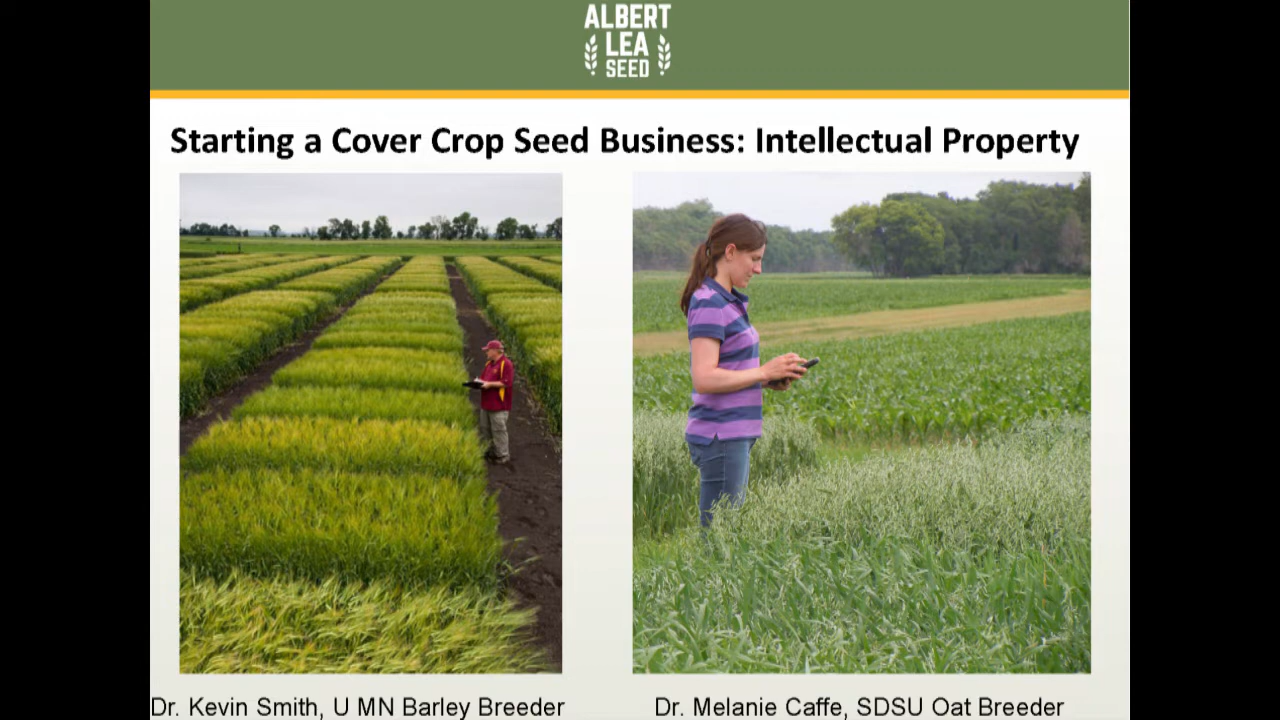 ALBERT
LEA
SEED
Starting a Cover Crop Seed Business: Intellectual Property
Dr. Kevin Smith, U MN Barley Breeder
Dr. Melanie Caffe, SDSU Oat Breeder